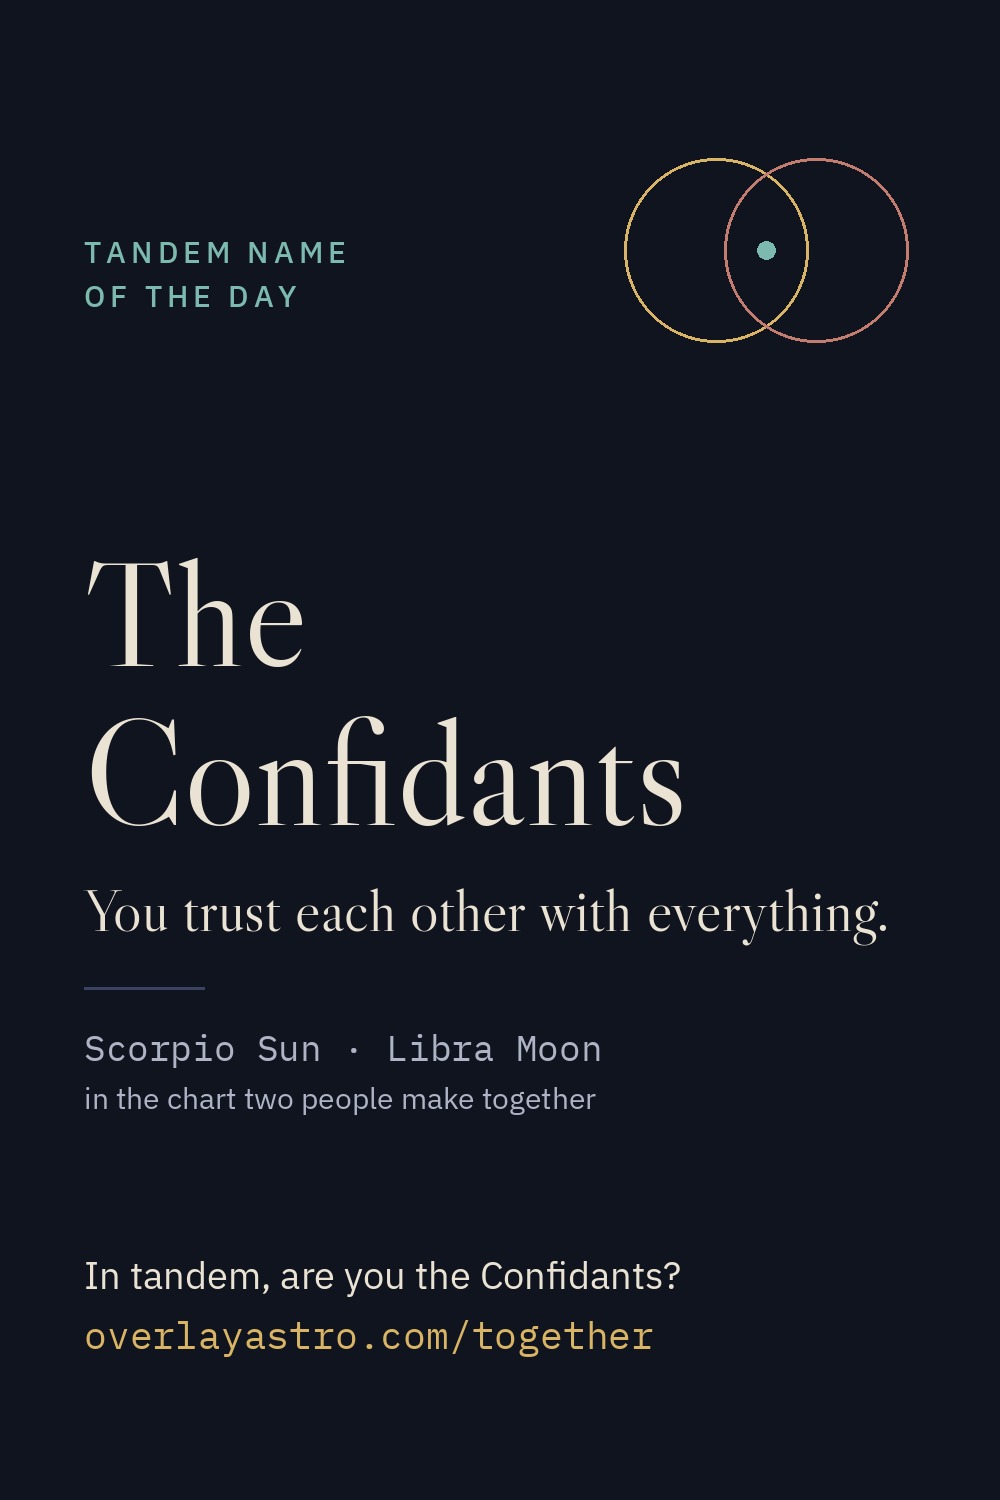 TANDEM NAME
OF THE DAY
The
Confidants
You trust each other with everything.
Scorpio Sun · Libra Moon
in the chart two people make together
In tandem, are you the Confidants?
overlayastro.com/together